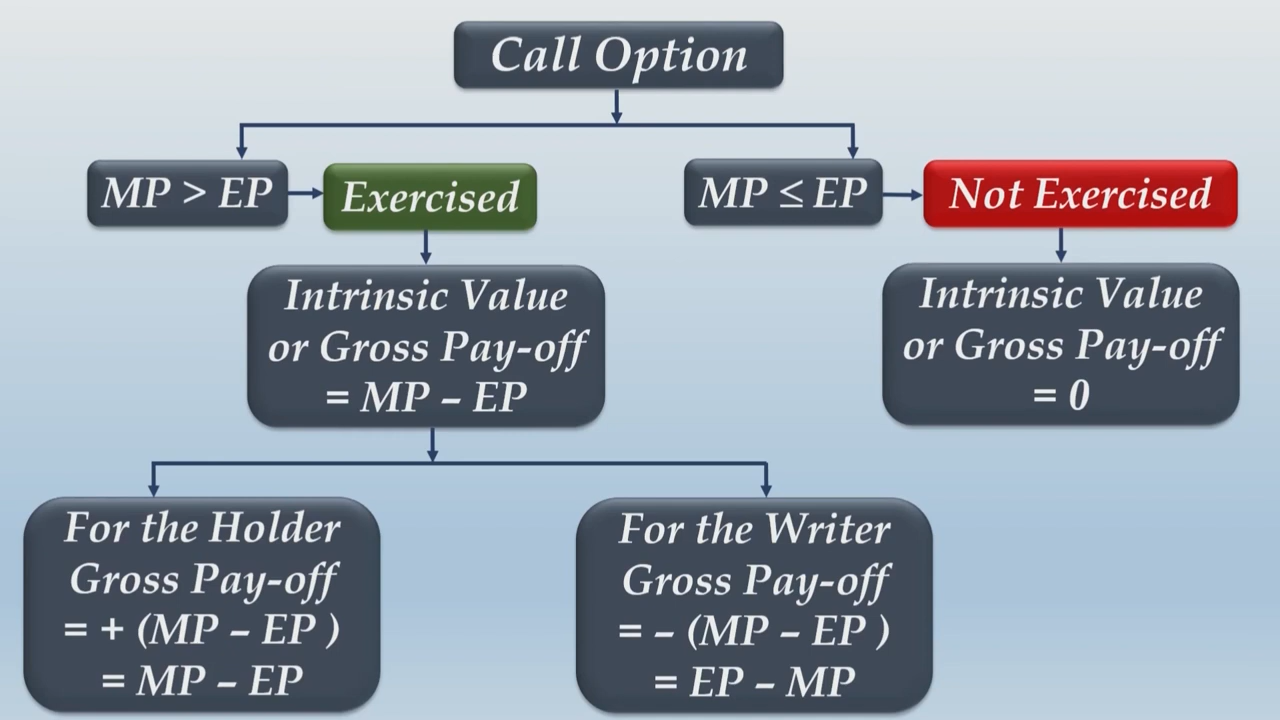 Call Option
MP > EP
Exercised
MP ≤ EP
Not Exercised
Intrinsic Value
or Gross Pay-off
= MP – EP
Intrinsic Value
or Gross Pay-off
= 0
For the Holder
Gross Pay-off
= + (MP – EP )
= MP – EP
For the Writer
Gross Pay-off
= – (MP – EP )
= EP – MP